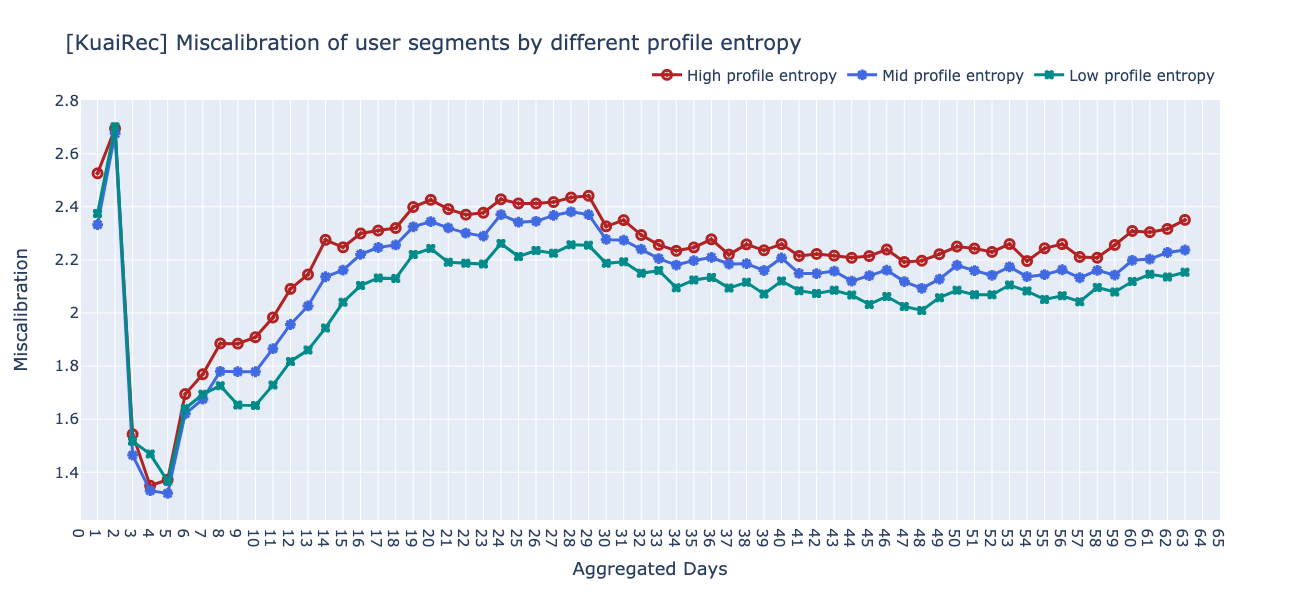 [KuaiRec] Miscalibration of user segments by different profile entropy
High profile entropy Mid profile entropy Low profile entropy
2.8
2.6
2.4
2.2
2
1.8
1.6
1.4
Miscalibration
0 1 2 3 4 5 6 7 8 9 10 11 12 13 14 15 16 17 18 19 20 21 22 23 24 25 26 27 28 29 30 31 32 33 34 35 36 37 38 39 40 41 42 43 44 45 46 47 48 49 50 51 52 53 54 55 56 57 58 59 60 61 62 63 64 65
Aggregated Days